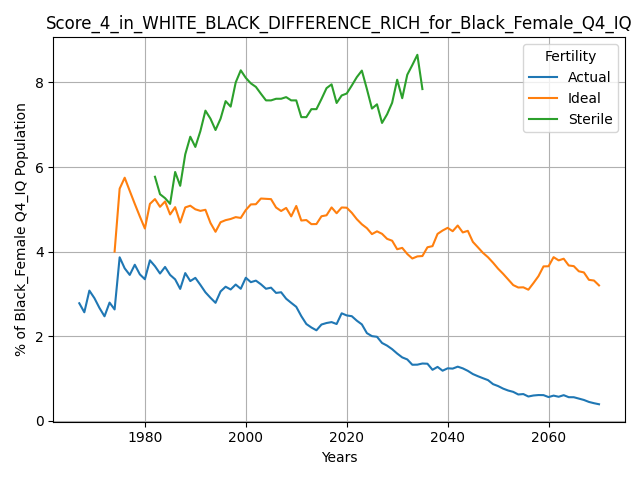 Score_4_in_WHITE_BLACK_DIFFERENCE_RICH_for_Black_Female_Q4_IQ
Fertility
Actual
Ideal
Sterile
% of Black_Female Q4_IQ Population
8
6
4
2
0
1980
2000
2020
2040
2060
Years